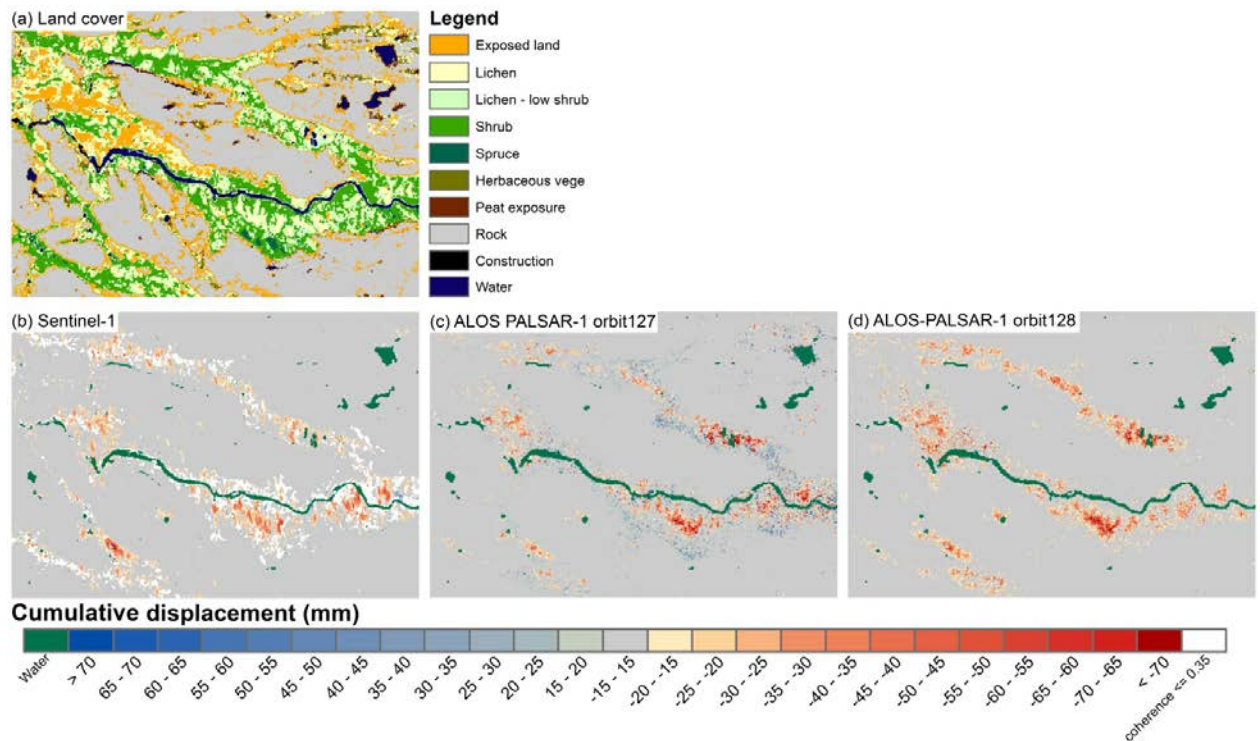 (a) Land cover
Legend
Exposed land
Lichen
Lichen - low shrub
Shrub
Spruce
Herbaceous vege
Peat exposure
Rock
Construction
Water
(b) Sentinel-1
(c) ALOS PALSAR-1 orbit127
(d) ALOS-PALSAR-1 orbit128
Cumulative displacement (mm)
Water
> 70
65 - 70
60 - 65
55 - 60
50 - 55
45 - 50
40 - 45
35 - 40
30 - 35
25 - 30
20 - 25
15 - 20
-15 - 15
-20 - -15
-25 - -20
-30 - -25
-35 - -30
-40 - -35
-45 - -40
-50 - -45
-55 - -50
-60 - -55
-65 - -60
-70 - -65
< -70
coherence <= 0.35